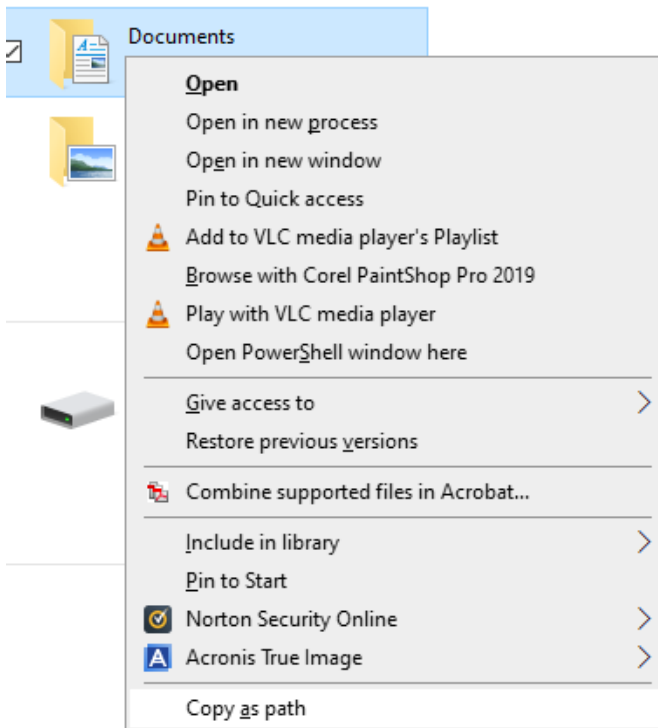 Documents
Open
Open in new process
Open in new window
Pin to Quick access
Add to VLC media player's Playlist
Browse with Corel PaintShop Pro 2019
Play with VLC media player
Open PowerShell window here
Give access to
Restore previous versions
Combine supported files in Acrobat...
Include in library
Pin to Start
Norton Security Online
Acronis True Image
Copy as path